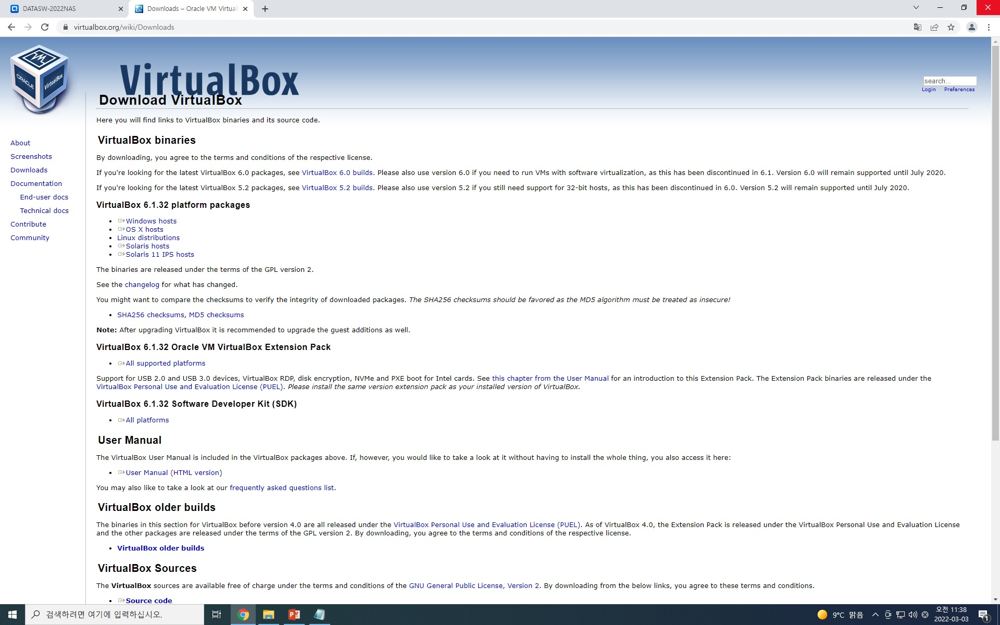 DATASW-2022NAS
Downloads – Oracle VM Virtual
virtualbox.org/wiki/Downloads
ORACLE
VirtualBox
VirtualBox
search...
Login Preferences
Download VirtualBox
Here you will find links to VirtualBox binaries and its source code.
About
Screenshots
Downloads
Documentation
End-user docs
Technical docs
Contribute
Community
VirtualBox binaries
By downloading, you agree to the terms and conditions of the respective license.
If you're looking for the latest VirtualBox 6.0 packages, see VirtualBox 6.0 builds. Please also use version 6.0 if you need to run VMs with software virtualization, as this has been discontinued in 6.1. Version 6.0 will remain supported until July 2020.
If you're looking for the latest VirtualBox 5.2 packages, see VirtualBox 5.2 builds. Please also use version 5.2 if you still need support for 32-bit hosts, as this has been discontinued in 6.0. Version 5.2 will remain supported until July 2020.
VirtualBox 6.1.32 platform packages
• Windows hosts
• OS X hosts
• Linux distributions
• Solaris hosts
• Solaris 11 IPS hosts
The binaries are released under the terms of the GPL version 2.
See the changelog for what has changed.
You might want to compare the checksums to verify the integrity of downloaded packages. The SHA256 checksums should be favored as the MD5 algorithm must be treated as insecure!
• SHA256 checksums, MD5 checksums
Note: After upgrading VirtualBox it is recommended to upgrade the guest additions as well.
VirtualBox 6.1.32 Oracle VM VirtualBox Extension Pack
• All supported platforms
Support for USB 2.0 and USB 3.0 devices, VirtualBox RDP, disk encryption, NVMe and PXE boot for Intel cards. See this chapter from the User Manual for an introduction to this Extension Pack. The Extension Pack binaries are released under the
VirtualBox Personal Use and Evaluation License (PUEL). Please install the same version extension pack as your installed version of VirtualBox.
VirtualBox 6.1.32 Software Developer Kit (SDK)
• All platforms
User Manual
The VirtualBox User Manual is included in the VirtualBox packages above. If, however, you would like to take a look at it without having to install the whole thing, you also access it here:
• User Manual (HTML version)
You may also like to take a look at our frequently asked questions list.
VirtualBox older builds
The binaries in this section for VirtualBox before version 4.0 are all released under the VirtualBox Personal Use and Evaluation License (PUEL). As of VirtualBox 4.0, the Extension Pack is released under the VirtualBox Personal Use and Evaluation License
and the other packages are released under the terms of the GPL version 2. By downloading, you agree to the terms and conditions of the respective license.
• VirtualBox older builds
VirtualBox Sources
The VirtualBox sources are available free of charge under the terms and conditions of the GNU General Public License, Version 2. By downloading from the below links, you agree to these terms and conditions.
• Source code
검색하려면 여기에 입력하십시오.
9°C 맑음
오전 11:38
2022-03-03
1